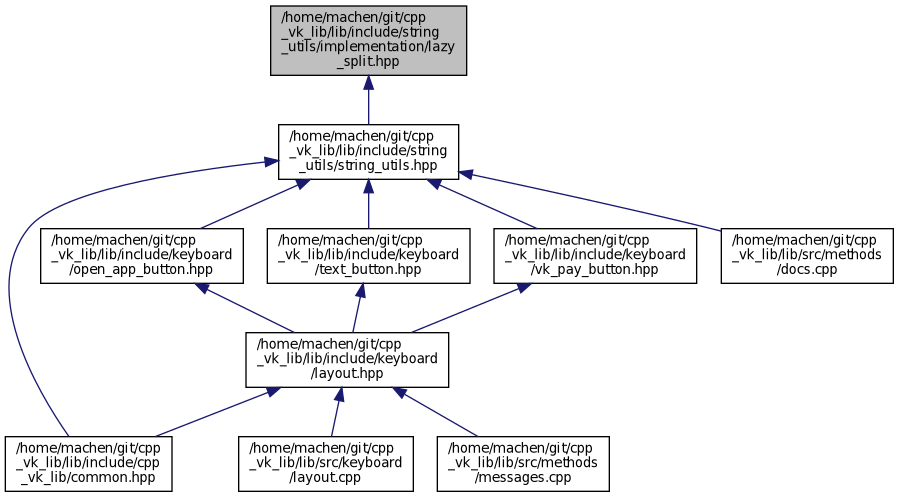 /home/machen/git/cpp
_vk_lib/lib/include/string
_utils/implementation/lazy
_split.hpp
/home/machen/git/cpp
_vk_lib/lib/include/string
_utils/string_utils.hpp
/home/machen/git/cpp
_vk_lib/lib/include/keyboard
/open_app_button.hpp
/home/machen/git/cpp
_vk_lib/lib/include/keyboard
/text_button.hpp
/home/machen/git/cpp
_vk_lib/lib/include/keyboard
/vk_pay_button.hpp
/home/machen/git/cpp
_vk_lib/lib/src/methods
/docs.cpp
/home/machen/git/cpp
_vk_lib/lib/include/keyboard
/layout.hpp
/home/machen/git/cpp
_vk_lib/lib/include/cpp
_vk_lib/common.hpp
/home/machen/git/cpp
_vk_lib/lib/src/keyboard
/layout.cpp
/home/machen/git/cpp
_vk_lib/lib/src/methods
/messages.cpp